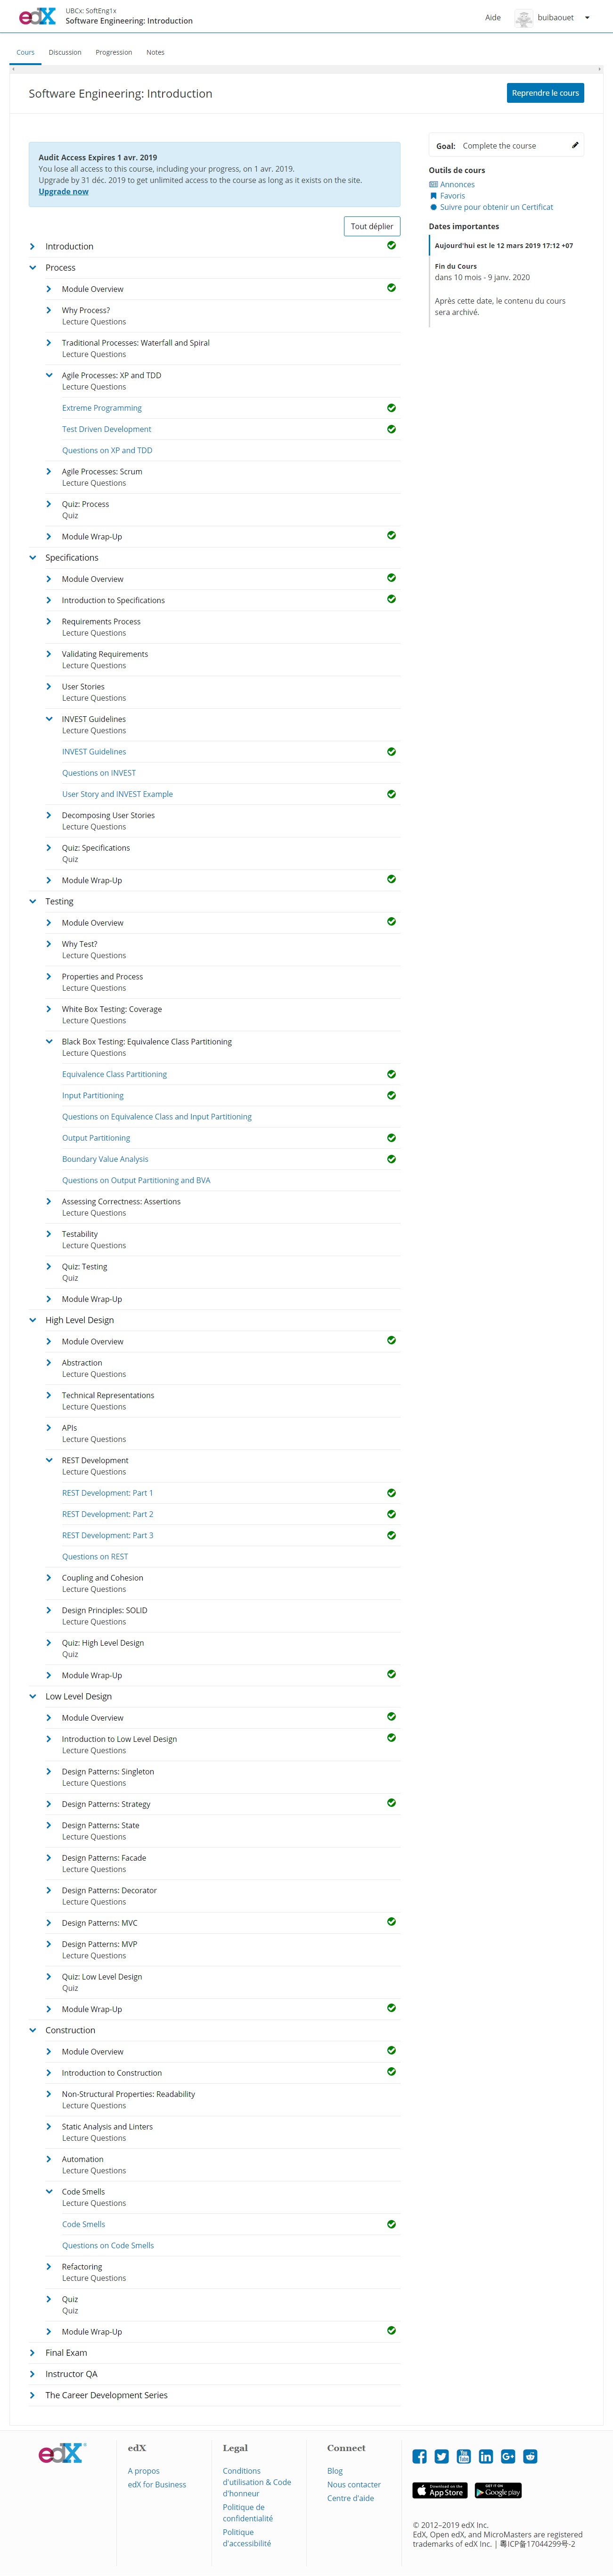 edX
UBCx: SoftEng1x
Software Engineering: Introduction
Aide
buibaouet
Cours
Discussion
Progression
Notes
Software Engineering: Introduction
Reprendre le cours
Audit Access Expires 1 avr. 2019
You lose all access to this course, including your progress, on 1 avr. 2019.
Upgrade by 31 déc. 2019 to get unlimited access to the course as long as it exists on the site.
Upgrade now
Goal: Complete the course
Outils de cours
Annonces
Favoris
Suivre pour obtenir un Certificat
Dates importantes
Aujourd'hui est le 12 mars 2019 17:12 +07
Fin du Cours
dans 10 mois - 9 janv. 2020
Après cette date, le contenu du cours
sera archivé.
Tout déplier
Introduction
Process
Module Overview
Why Process?
Lecture Questions
Traditional Processes: Waterfall and Spiral
Lecture Questions
Agile Processes: XP and TDD
Lecture Questions
Extreme Programming
Test Driven Development
Questions on XP and TDD
Agile Processes: Scrum
Lecture Questions
Quiz: Process
Quiz
Module Wrap-Up
Specifications
Module Overview
Introduction to Specifications
Requirements Process
Lecture Questions
Validating Requirements
Lecture Questions
User Stories
Lecture Questions
INVEST Guidelines
Lecture Questions
INVEST Guidelines
Questions on INVEST
User Story and INVEST Example
Decomposing User Stories
Lecture Questions
Quiz: Specifications
Quiz
Module Wrap-Up
Testing
Module Overview
Why Test?
Lecture Questions
Properties and Process
Lecture Questions
White Box Testing: Coverage
Lecture Questions
Black Box Testing: Equivalence Class Partitioning
Lecture Questions
Equivalence Class Partitioning
Input Partitioning
Questions on Equivalence Class and Input Partitioning
Output Partitioning
Boundary Value Analysis
Questions on Output Partitioning and BVA
Assessing Correctness: Assertions
Lecture Questions
Testability
Lecture Questions
Quiz: Testing
Quiz
Module Wrap-Up
High Level Design
Module Overview
Abstraction
Lecture Questions
Technical Representations
Lecture Questions
APIs
Lecture Questions
REST Development
Lecture Questions
REST Development: Part 1
REST Development: Part 2
REST Development: Part 3
Questions on REST
Coupling and Cohesion
Lecture Questions
Design Principles: SOLID
Lecture Questions
Quiz: High Level Design
Quiz
Module Wrap-Up
Low Level Design
Module Overview
Introduction to Low Level Design
Lecture Questions
Design Patterns: Singleton
Lecture Questions
Design Patterns: Strategy
Design Patterns: State
Lecture Questions
Design Patterns: Facade
Lecture Questions
Design Patterns: Decorator
Lecture Questions
Design Patterns: MVC
Design Patterns: MVP
Lecture Questions
Quiz: Low Level Design
Quiz
Module Wrap-Up
Construction
Module Overview
Introduction to Construction
Non-Structural Properties: Readability
Lecture Questions
Static Analysis and Linters
Lecture Questions
Automation
Lecture Questions
Code Smells
Lecture Questions
Code Smells
Questions on Code Smells
Refactoring
Lecture Questions
Quiz
Quiz
Module Wrap-Up
Final Exam
Instructor QA
The Career Development Series
edX
edX
A propos
edX for Business
Legal
Conditions
d'utilisation & Code
d'honneur
Politique de
confidentialité
Politique
d'accessibilité
Connect
Blog
Nous contacter
Centre d'aide
Download on the
App Store
GET IT ON
Google play
© 2012–2019 edX Inc.
EdX, Open edX, and MicroMasters are registered
trademarks of edX Inc. | 粤ICP备17044299号-2